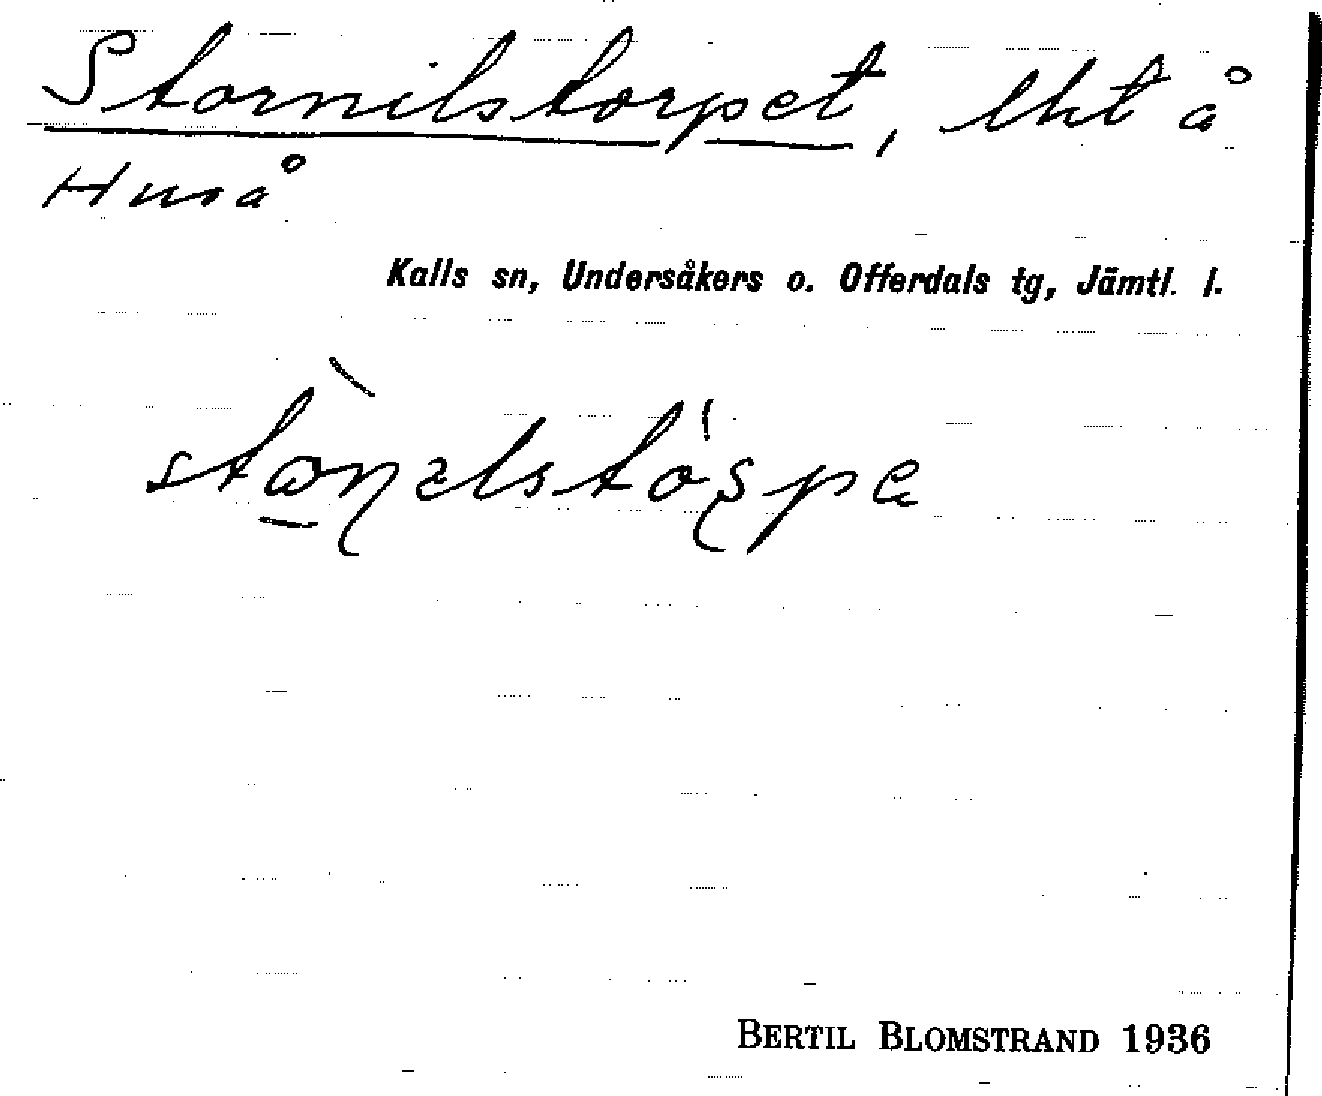 Stornilstorpet, lht å
Huså
Kalls sn, Undersåkers o. Offerdals tg, Jämtl. l.
BERTIL BLOMSTRAND 1936